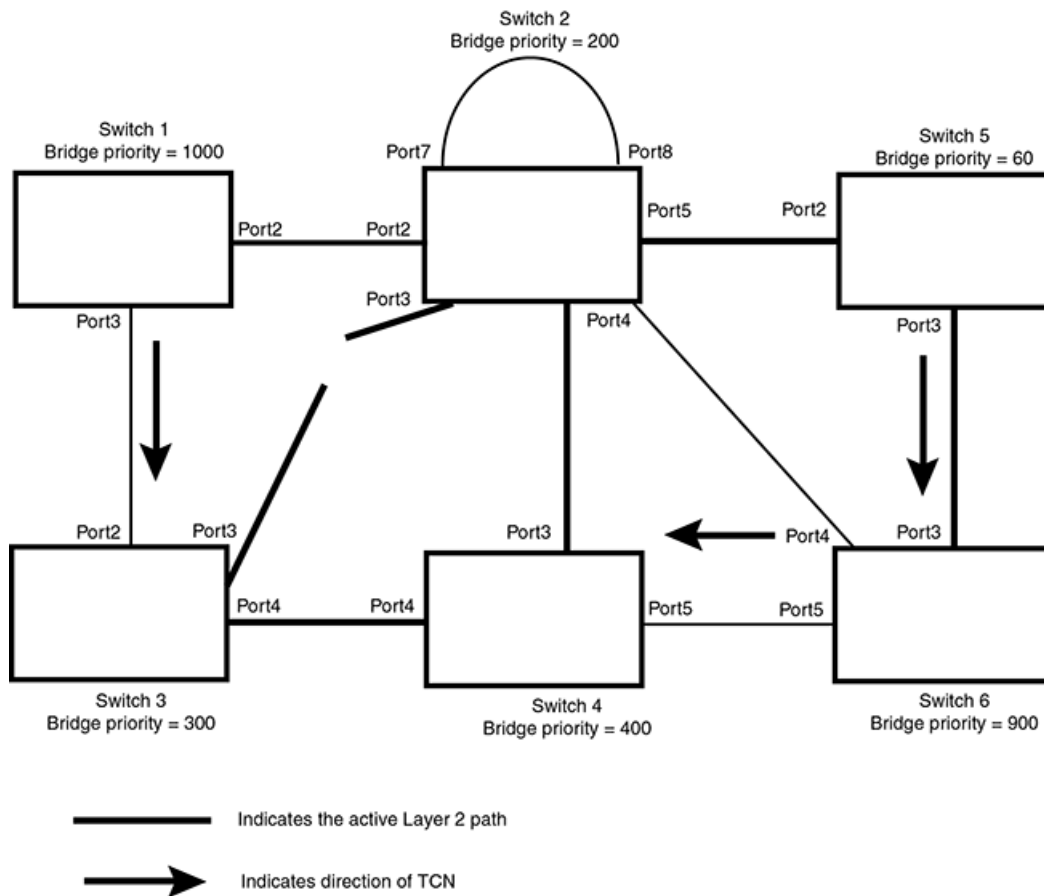 Switch 2
Bridge priority = 200
Switch 1
Bridge priority = 1000
Switch 5
Bridge priority = 60
Port7
Port8
Port2
Port2
Port5
Port2
Port3
Port3
Port4
Port3
Port2
Port3
Port3
Port4
Port3
Port4
Port4
Port5
Port5
Switch 3
Bridge priority = 300
Switch 4
Bridge priority = 400
Switch 6
Bridge priority = 900
Indicates the active Layer 2 path
Indicates direction of TCN